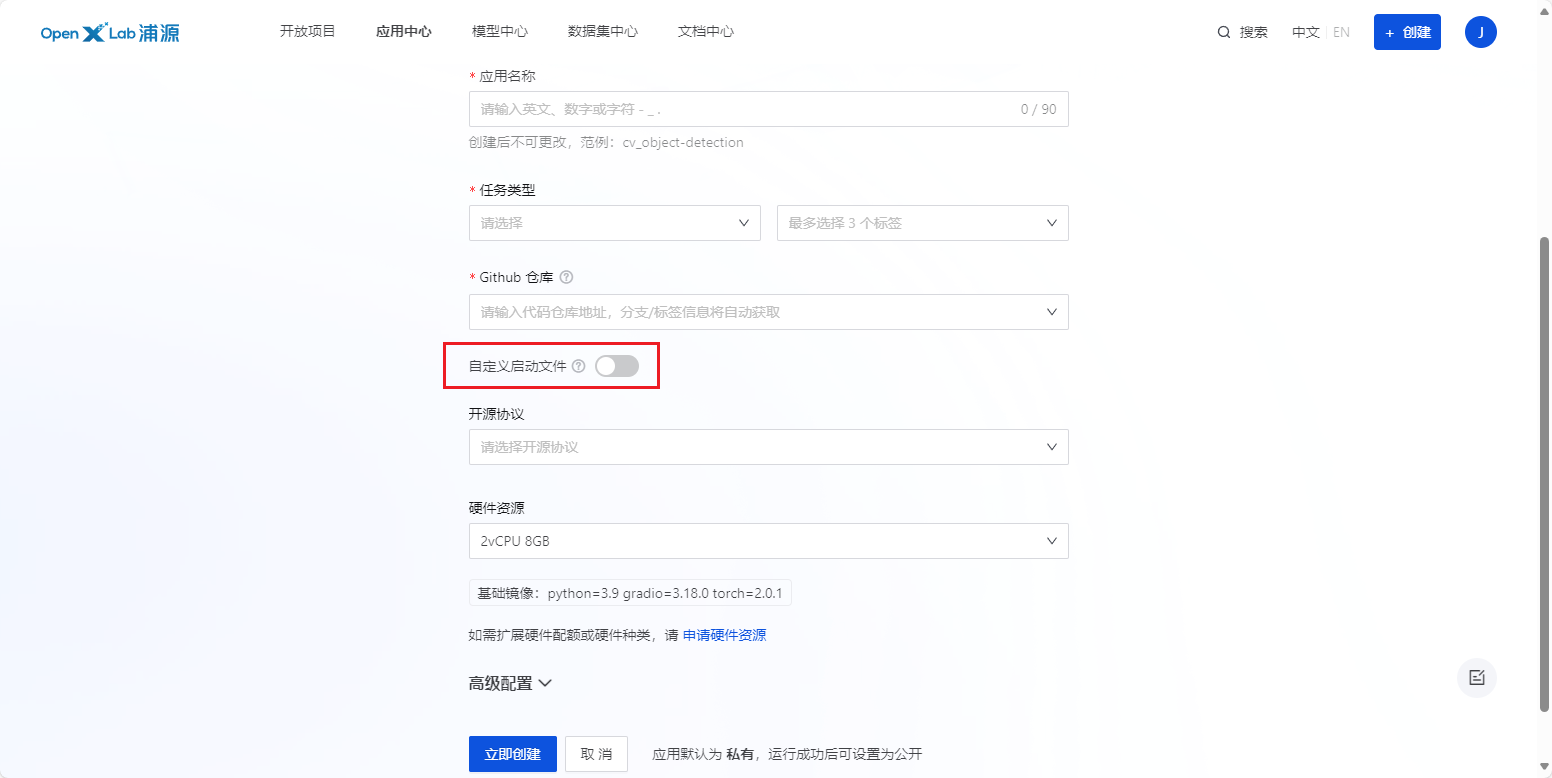 Open X Lab 浦源 开放项目 应用中心 模型中心 数据集中心 文档中心 搜索 中文 EN + 创建 J
* 应用名称
请输入英文、数字或字符 - _ . 0 / 90
创建后不可更改，范例：cv_object-detection
* 任务类型
请选择 最多选择 3 个标签
* Github 仓库 ?
请输入代码仓库地址，分支/标签信息将自动获取
自定义启动文件 ?
开源协议
请选择开源协议
硬件资源
2vCPU 8GB
基础镜像：python=3.9 gradio=3.18.0 torch=2.0.1
如需扩展硬件配额或硬件种类，请 申请硬件资源
高级配置
立即创建 取 消 应用默认为 私有，运行成功后可设置为公开